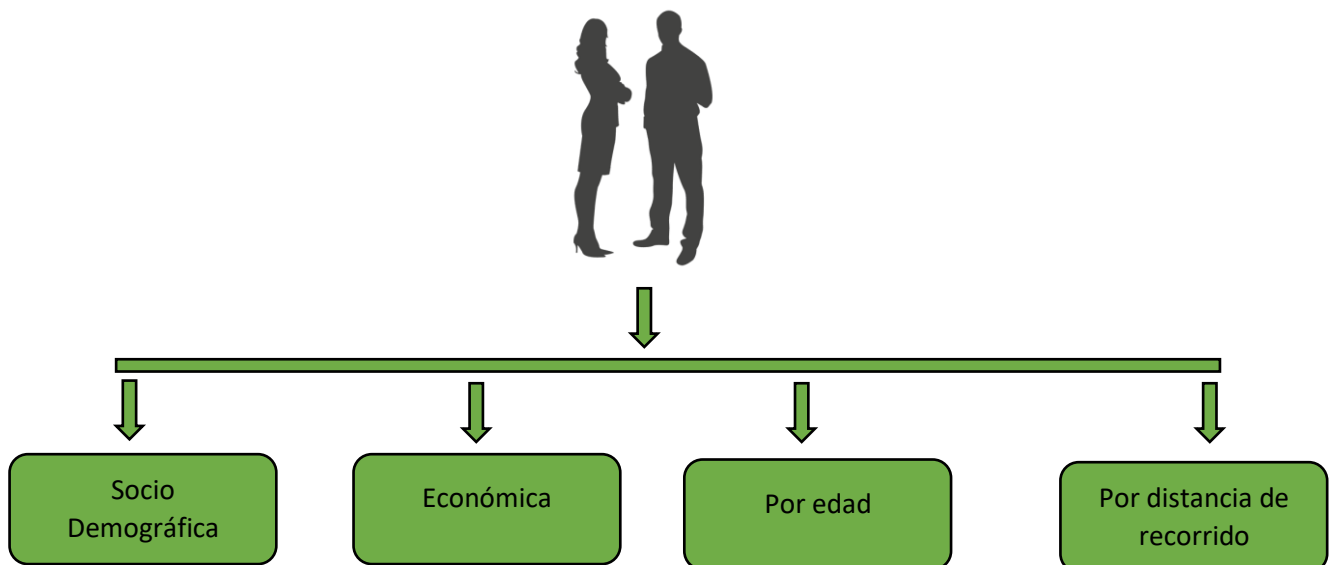 Socio
Demográfica
Económica
Por edad
Por distancia de
recorrido